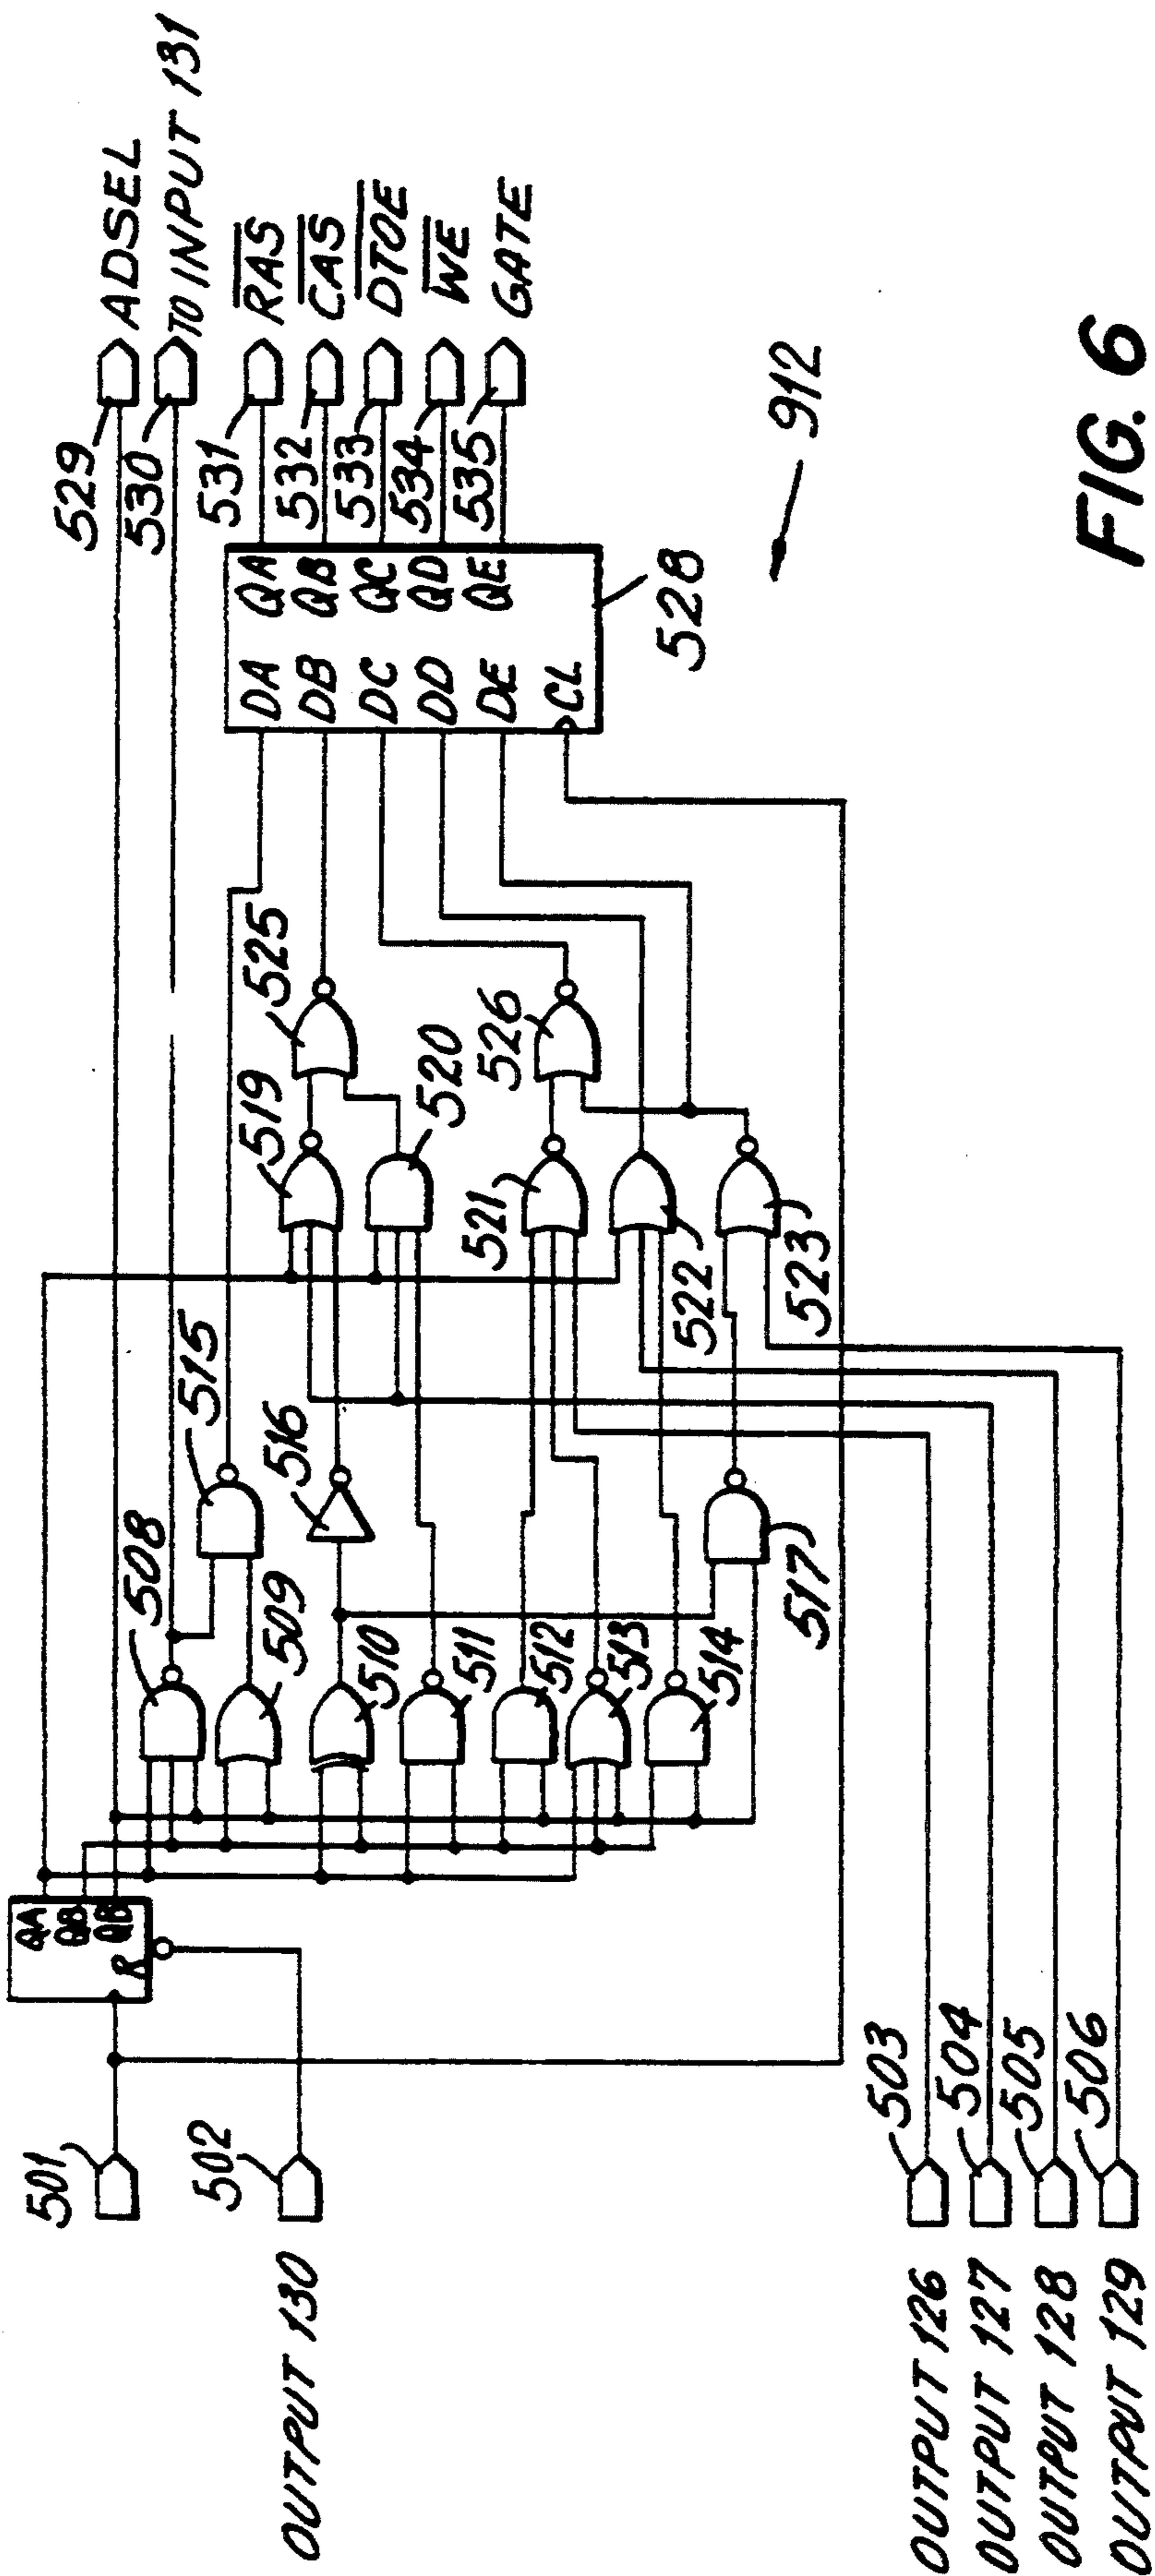 529
ADSEL
530
TO INPUT 131
531
RAS
532
CAS
533
DTOE
534
WE
535
GATE
QA
QB
QC
QD
QE
DA
DB
DC
DD
DE
CL
528
912
525
526
519
520
521
522
523
515
516
517
508
509
510
511
512
513
514
QA
QB
QB
R
501
502
OUTPUT 130
503
504
505
506
OUTPUT 126
OUTPUT 127
OUTPUT 128
OUTPUT 129
FIG. 6